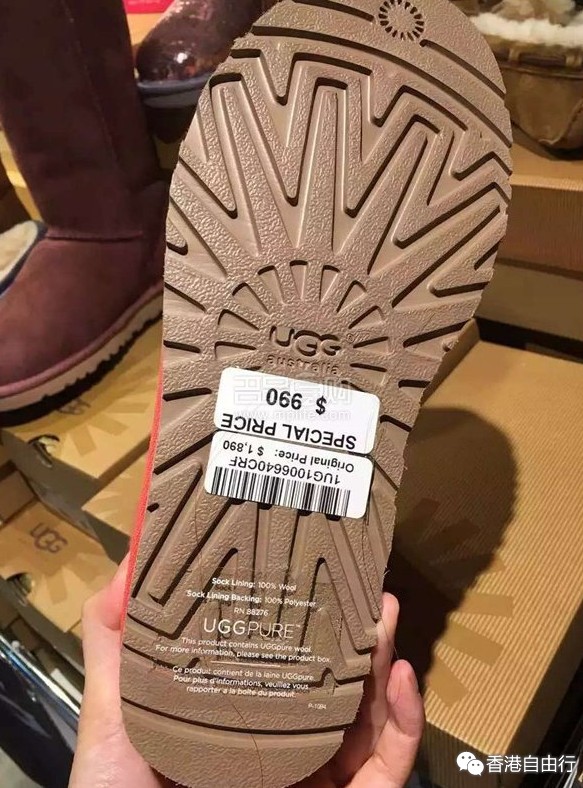 UGG
australia
$ 990
SPECIAL PRICE
Original Price: $ 1,890
1UG1006640CRF
Sock Lining: 100% Wool
Sock Lining Backing: 100% Polyester
RN 88276
UGGPURE™
This product contains UGGpure wool.
For more information, please see the product box.
Ce produit contient de la laine UGGpure.
Pour plus d'informations, veuillez vous
rapporter a la boîte du produit.
UGG
香港自由行